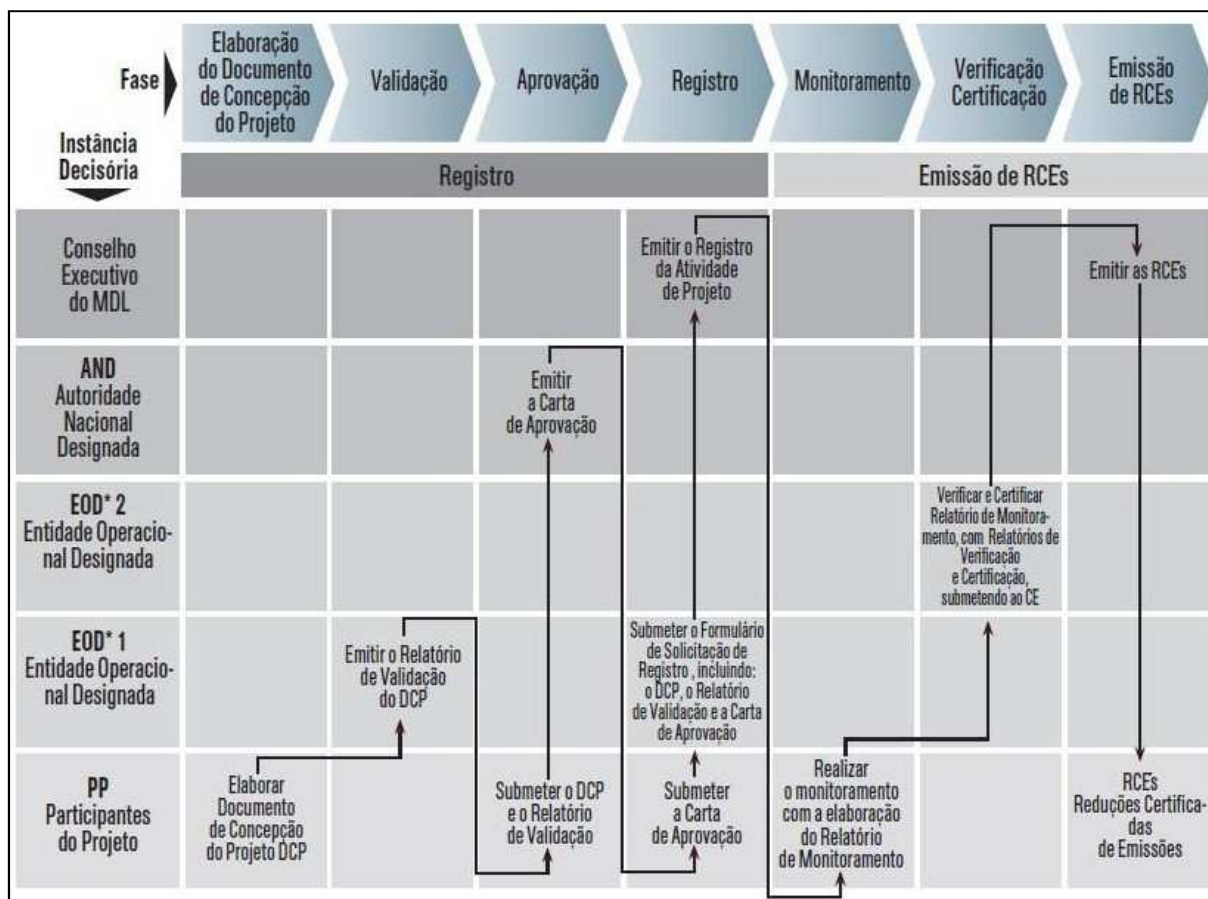 Fase
Elaboração
do Documento
de Concepção
do Projeto
Validação
Aprovação
Registro
Monitoramento
Verificação
Certificação
Emissão
de RCEs
Instância
Decisória
Registro
Emissão de RCEs
Conselho
Executivo
do MDL
Emitir o Registro
da Atividade
de Projeto
Emitir as RCEs
AND
Autoridade
Nacional
Designada
Emitir
a Carta
de Aprovação
EOD* 2
Entidade Operacio-
nal Designada
Verificar e Certificar
Relatório de Monitora-
mento, com Relatórios de
Verificação
e Certificação,
submetendo ao CE
EOD* 1
Entidade Operacio-
nal Designada
Emitir o Relatório
de Validação
do DCP
Submeter o Formulário
de Solicitação de
Registro , incluindo:
o DCP, o Relatório
de Validação e a Carta
de Aprovação
PP
Participantes
do Projeto
Elaborar
Documento
de Concepção
do Projeto DCP
Submeter o DCP
e o Relatório
de Validação
Submeter
a Carta
de Aprovação
Realizar
o monitoramento
com a elaboração
do Relatório
de Monitoramento
RCEs
Reduções Certifica-
das
de Emissões